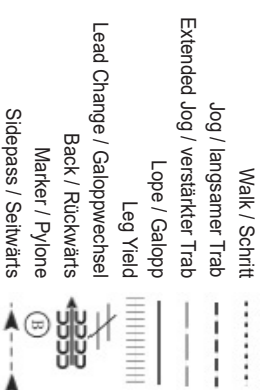 Walk / Schritt
Jog / langsamer Trab
Extended Jog / verstärkter Trab
Lope / Galopp
Leg Yield
Lead Change / Galoppwechsel
Back / Rückwärts
Marker / Pylone
B
Sidepass / Seitwärts